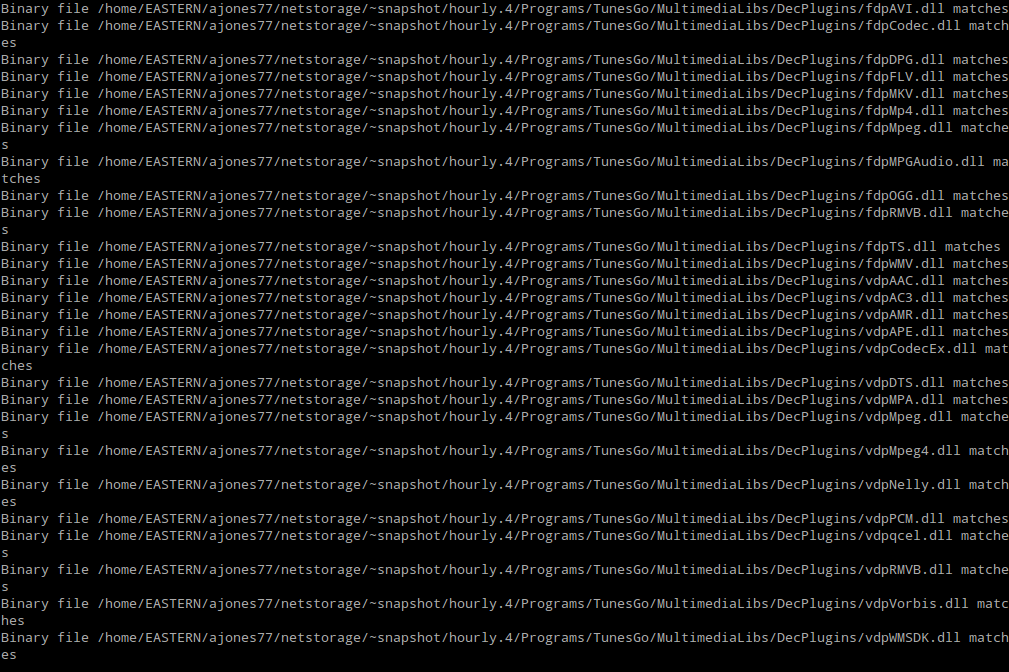 Binary file /home/EASTERN/ajones77/netstorage/~snapshot/hourly.4/Programs/TunesGo/MultimediaLibs/DecPlugins/fdpAVI.dll matches
Binary file /home/EASTERN/ajones77/netstorage/~snapshot/hourly.4/Programs/TunesGo/MultimediaLibs/DecPlugins/fdpCodec.dll match
es
Binary file /home/EASTERN/ajones77/netstorage/~snapshot/hourly.4/Programs/TunesGo/MultimediaLibs/DecPlugins/fdpDPG.dll matches
Binary file /home/EASTERN/ajones77/netstorage/~snapshot/hourly.4/Programs/TunesGo/MultimediaLibs/DecPlugins/fdpFLV.dll matches
Binary file /home/EASTERN/ajones77/netstorage/~snapshot/hourly.4/Programs/TunesGo/MultimediaLibs/DecPlugins/fdpMKV.dll matches
Binary file /home/EASTERN/ajones77/netstorage/~snapshot/hourly.4/Programs/TunesGo/MultimediaLibs/DecPlugins/fdpMp4.dll matches
Binary file /home/EASTERN/ajones77/netstorage/~snapshot/hourly.4/Programs/TunesGo/MultimediaLibs/DecPlugins/fdpMpeg.dll matche
s
Binary file /home/EASTERN/ajones77/netstorage/~snapshot/hourly.4/Programs/TunesGo/MultimediaLibs/DecPlugins/fdpMPGAudio.dll ma
tches
Binary file /home/EASTERN/ajones77/netstorage/~snapshot/hourly.4/Programs/TunesGo/MultimediaLibs/DecPlugins/fdpOGG.dll matches
Binary file /home/EASTERN/ajones77/netstorage/~snapshot/hourly.4/Programs/TunesGo/MultimediaLibs/DecPlugins/fdpRMVB.dll matche
s
Binary file /home/EASTERN/ajones77/netstorage/~snapshot/hourly.4/Programs/TunesGo/MultimediaLibs/DecPlugins/fdpTS.dll matches
Binary file /home/EASTERN/ajones77/netstorage/~snapshot/hourly.4/Programs/TunesGo/MultimediaLibs/DecPlugins/fdpWMV.dll matches
Binary file /home/EASTERN/ajones77/netstorage/~snapshot/hourly.4/Programs/TunesGo/MultimediaLibs/DecPlugins/vdpAAC.dll matches
Binary file /home/EASTERN/ajones77/netstorage/~snapshot/hourly.4/Programs/TunesGo/MultimediaLibs/DecPlugins/vdpAC3.dll matches
Binary file /home/EASTERN/ajones77/netstorage/~snapshot/hourly.4/Programs/TunesGo/MultimediaLibs/DecPlugins/vdpAMR.dll matches
Binary file /home/EASTERN/ajones77/netstorage/~snapshot/hourly.4/Programs/TunesGo/MultimediaLibs/DecPlugins/vdpAPE.dll matches
Binary file /home/EASTERN/ajones77/netstorage/~snapshot/hourly.4/Programs/TunesGo/MultimediaLibs/DecPlugins/vdpCodecEx.dll mat
ches
Binary file /home/EASTERN/ajones77/netstorage/~snapshot/hourly.4/Programs/TunesGo/MultimediaLibs/DecPlugins/vdpDTS.dll matches
Binary file /home/EASTERN/ajones77/netstorage/~snapshot/hourly.4/Programs/TunesGo/MultimediaLibs/DecPlugins/vdpMPA.dll matches
Binary file /home/EASTERN/ajones77/netstorage/~snapshot/hourly.4/Programs/TunesGo/MultimediaLibs/DecPlugins/vdpMpeg.dll matche
s
Binary file /home/EASTERN/ajones77/netstorage/~snapshot/hourly.4/Programs/TunesGo/MultimediaLibs/DecPlugins/vdpMpeg4.dll match
es
Binary file /home/EASTERN/ajones77/netstorage/~snapshot/hourly.4/Programs/TunesGo/MultimediaLibs/DecPlugins/vdpNelly.dll match
es
Binary file /home/EASTERN/ajones77/netstorage/~snapshot/hourly.4/Programs/TunesGo/MultimediaLibs/DecPlugins/vdpPCM.dll matches
Binary file /home/EASTERN/ajones77/netstorage/~snapshot/hourly.4/Programs/TunesGo/MultimediaLibs/DecPlugins/vdpqcel.dll matche
s
Binary file /home/EASTERN/ajones77/netstorage/~snapshot/hourly.4/Programs/TunesGo/MultimediaLibs/DecPlugins/vdpRMVB.dll matche
s
Binary file /home/EASTERN/ajones77/netstorage/~snapshot/hourly.4/Programs/TunesGo/MultimediaLibs/DecPlugins/vdpVorbis.dll matc
hes
Binary file /home/EASTERN/ajones77/netstorage/~snapshot/hourly.4/Programs/TunesGo/MultimediaLibs/DecPlugins/vdpWMSDK.dll match
es